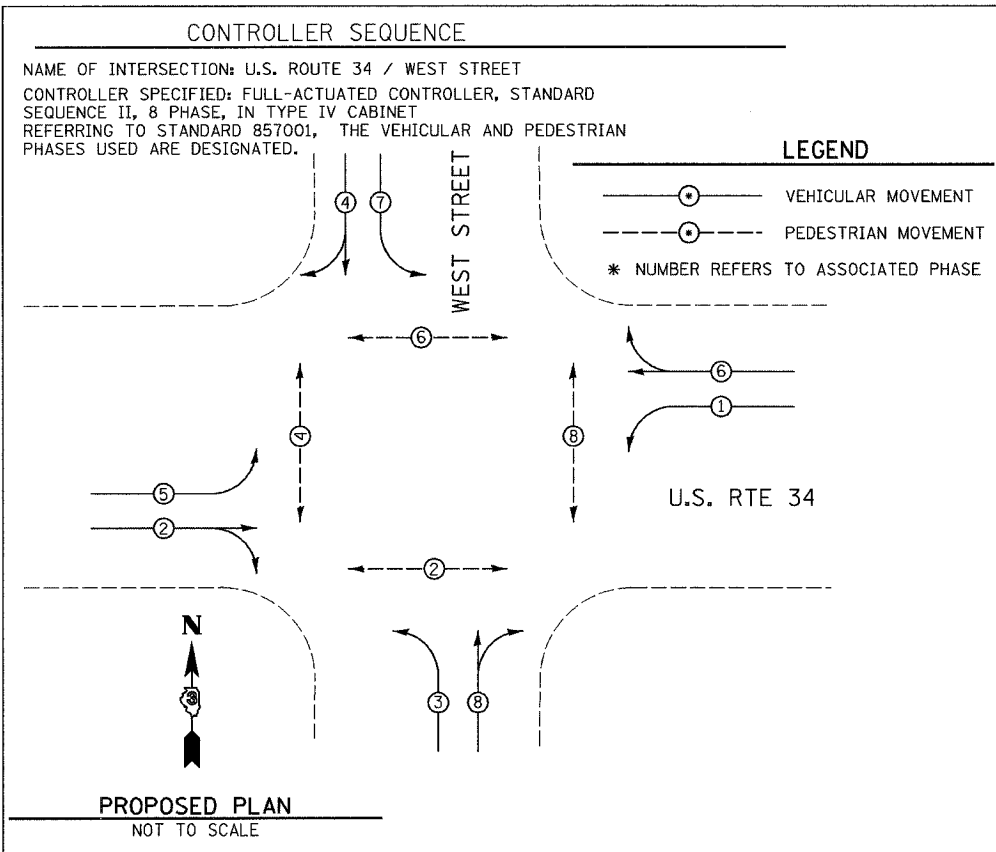 CONTROLLER SEQUENCE
NAME OF INTERSECTION: U.S. ROUTE 34 / WEST STREET
CONTROLLER SPECIFIED: FULL-ACTUATED CONTROLLER, STANDARD
SEQUENCE II, 8 PHASE, IN TYPE IV CABINET
REFERRING TO STANDARD 857001, THE VEHICULAR AND PEDESTRIAN
PHASES USED ARE DESIGNATED.
LEGEND
* VEHICULAR MOVEMENT
* PEDESTRIAN MOVEMENT
* NUMBER REFERS TO ASSOCIATED PHASE
WEST STREET
4 7
6
6
1
4
8
5
2
U.S. RTE 34
2
3 8
N
3
PROPOSED PLAN
NOT TO SCALE